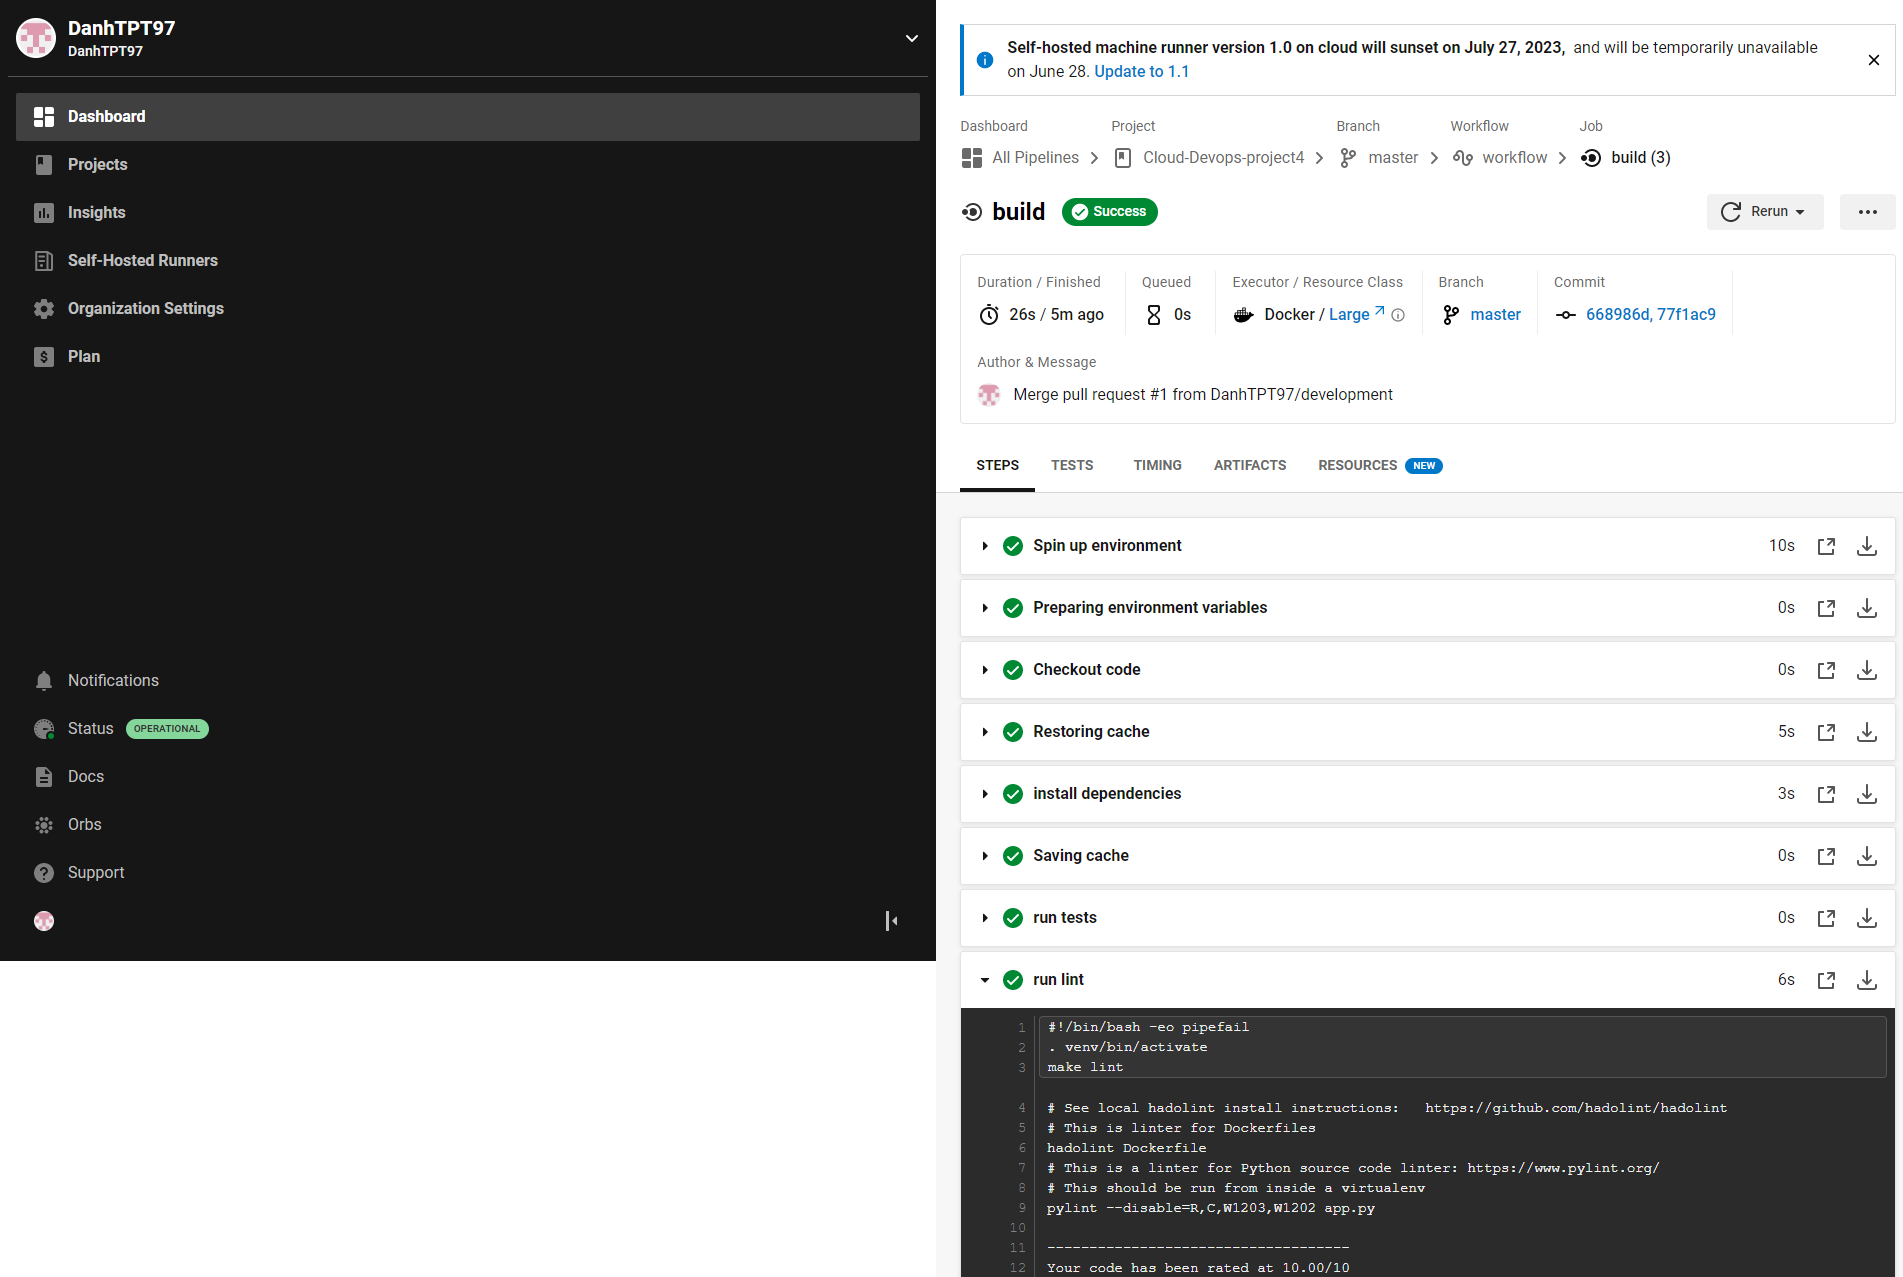 DanhTPT97
DanhTPT97
Dashboard
Projects
Insights
Self-Hosted Runners
Organization Settings
Plan
Notifications
Status OPERATIONAL
Docs
Orbs
Support
Self-hosted machine runner version 1.0 on cloud will sunset on July 27, 2023, and will be temporarily unavailable
on June 28. Update to 1.1
Dashboard Project Branch Workflow Job
All Pipelines Cloud-Devops-project4 master workflow build (3)
build Success Rerun
Duration / Finished Queued Executor / Resource Class Branch Commit
26s / 5m ago 0s Docker / Large master 668986d, 77f1ac9
Author & Message
Merge pull request #1 from DanhTPT97/development
STEPS TESTS TIMING ARTIFACTS RESOURCES NEW
Spin up environment 10s
Preparing environment variables 0s
Checkout code 0s
Restoring cache 5s
install dependencies 3s
Saving cache 0s
run tests 0s
run lint 6s
1 #!/bin/bash -eo pipefail
2 . venv/bin/activate
3 make lint
4 # See local hadolint install instructions:   https://github.com/hadolint/hadolint
5 # This is linter for Dockerfiles
6 hadolint Dockerfile
7 # This is a linter for Python source code linter: https://www.pylint.org/
8 # This should be run from inside a virtualenv
9 pylint --disable=R,C,W1203,W1202 app.py
10
11 ------------------------------------
12 Your code has been rated at 10.00/10